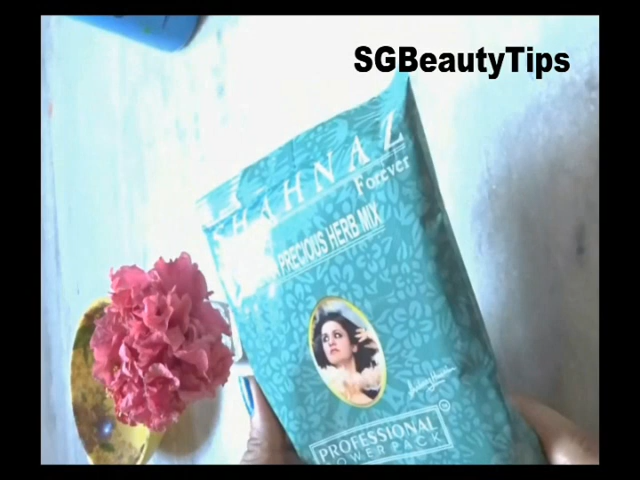 SGBeautyTips
SHAHNAZ
Forever
PRECIOUS HERB MIX
PROFESSIONAL
POWER PACK